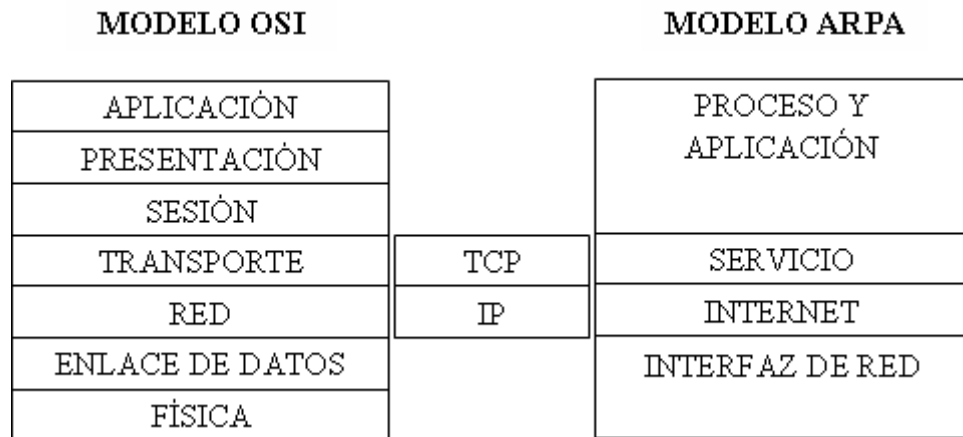 MODELO OSI
MODELO ARPA
APLICACIÓN
PRESENTACIÓN
SESIÓN
TRANSPORTE
RED
ENLACE DE DATOS
FÍSICA
TCP
IP
PROCESO Y
APLICACIÓN
SERVICIO
INTERNET
INTERFAZ DE RED